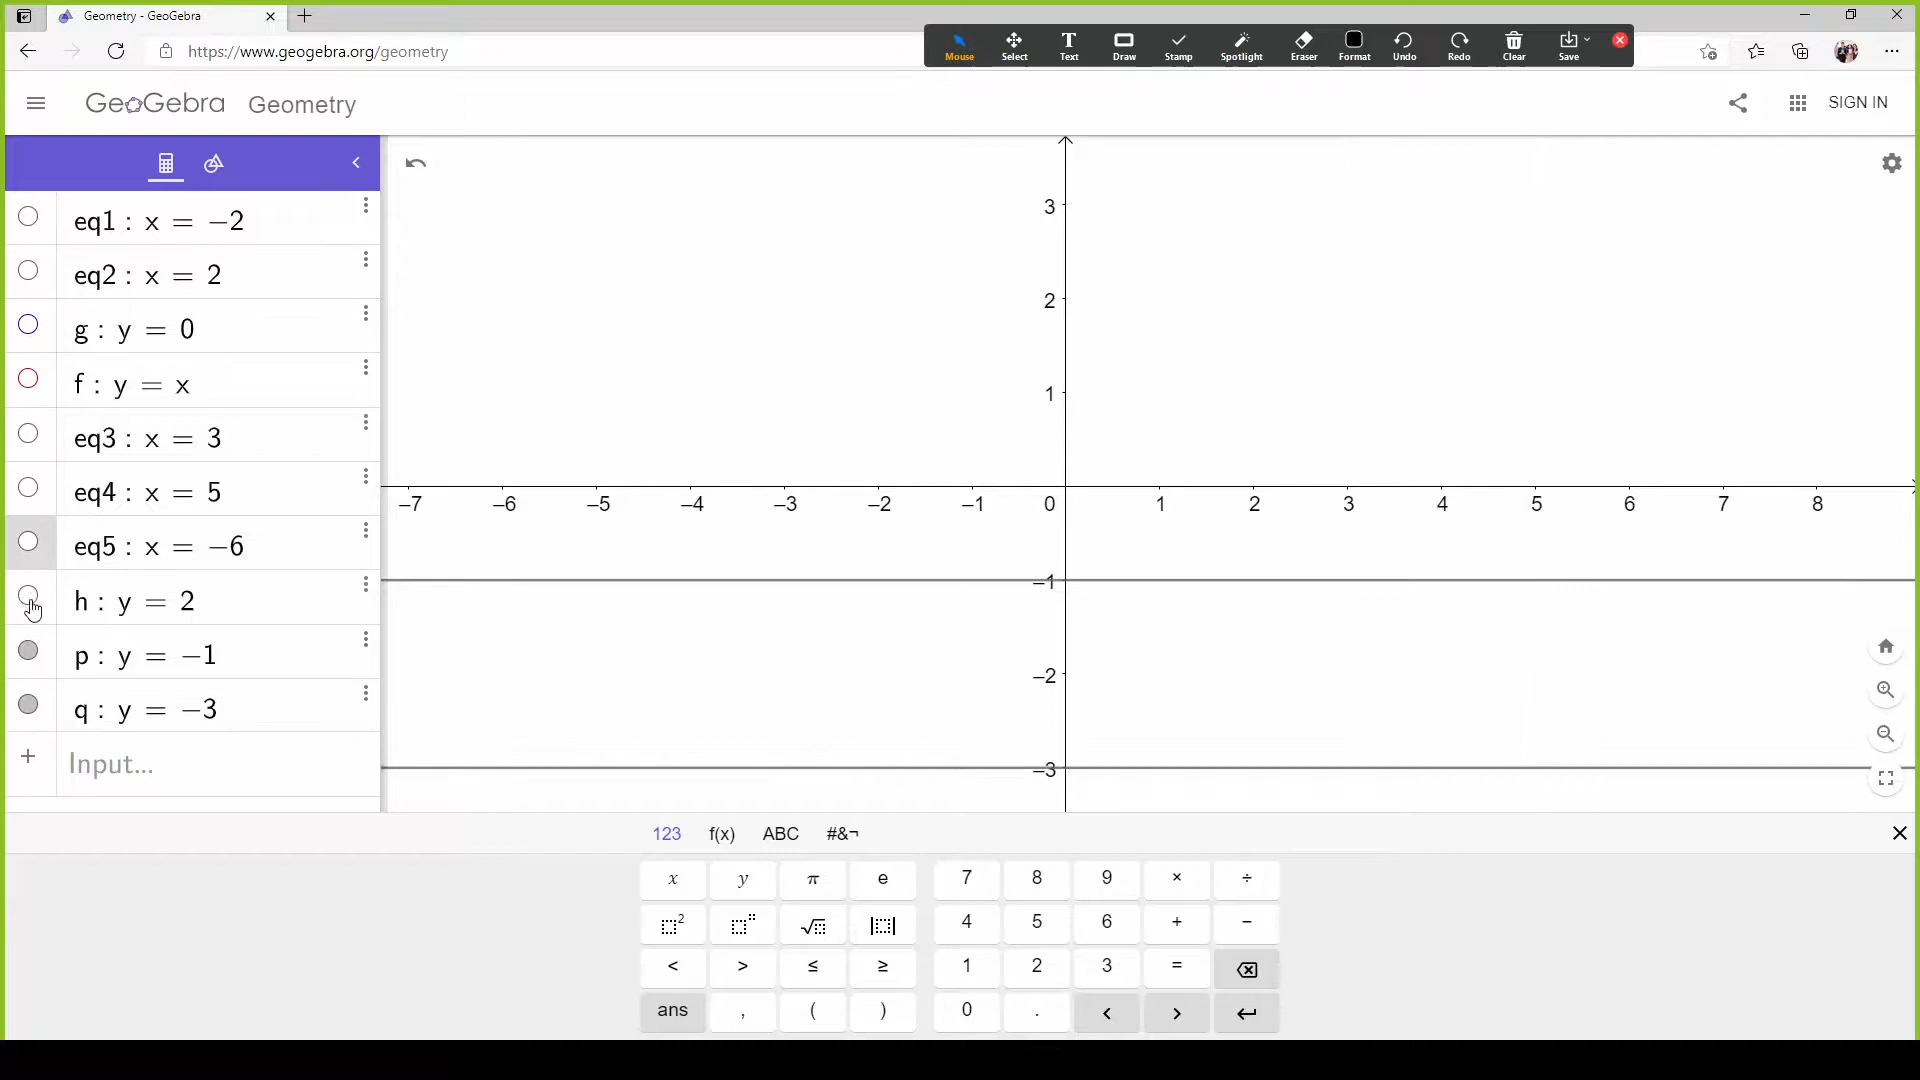 Geometry - GeoGebra
https://www.geogebra.org/geometry
Mouse Select Text Draw Stamp Spotlight Eraser Format Undo Redo Clear Save
GeoGebra Geometry
SIGN IN
eq1 : x = −2
eq2 : x = 2
g : y = 0
f : y = x
eq3 : x = 3
eq4 : x = 5
eq5 : x = −6
h : y = 2
p : y = −1
q : y = −3
+ Input...
3
2
1
–7 –6 –5 –4 –3 –2 –1 0 1 2 3 4 5 6 7 8
–1
–2
–3
123 f(x) ABC #&¬
x y π e 7 8 9 × ÷
2 √ 4 5 6 + −
< > ≤ ≥ 1 2 3 =
ans , ( ) 0 . < >